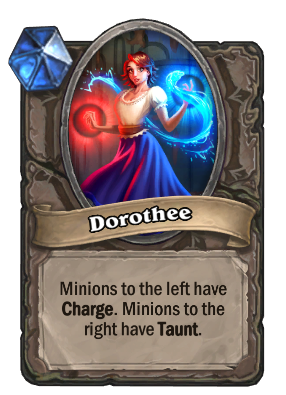 Dorothee
Minions to the left have
Charge. Minions to the
right have Taunt.